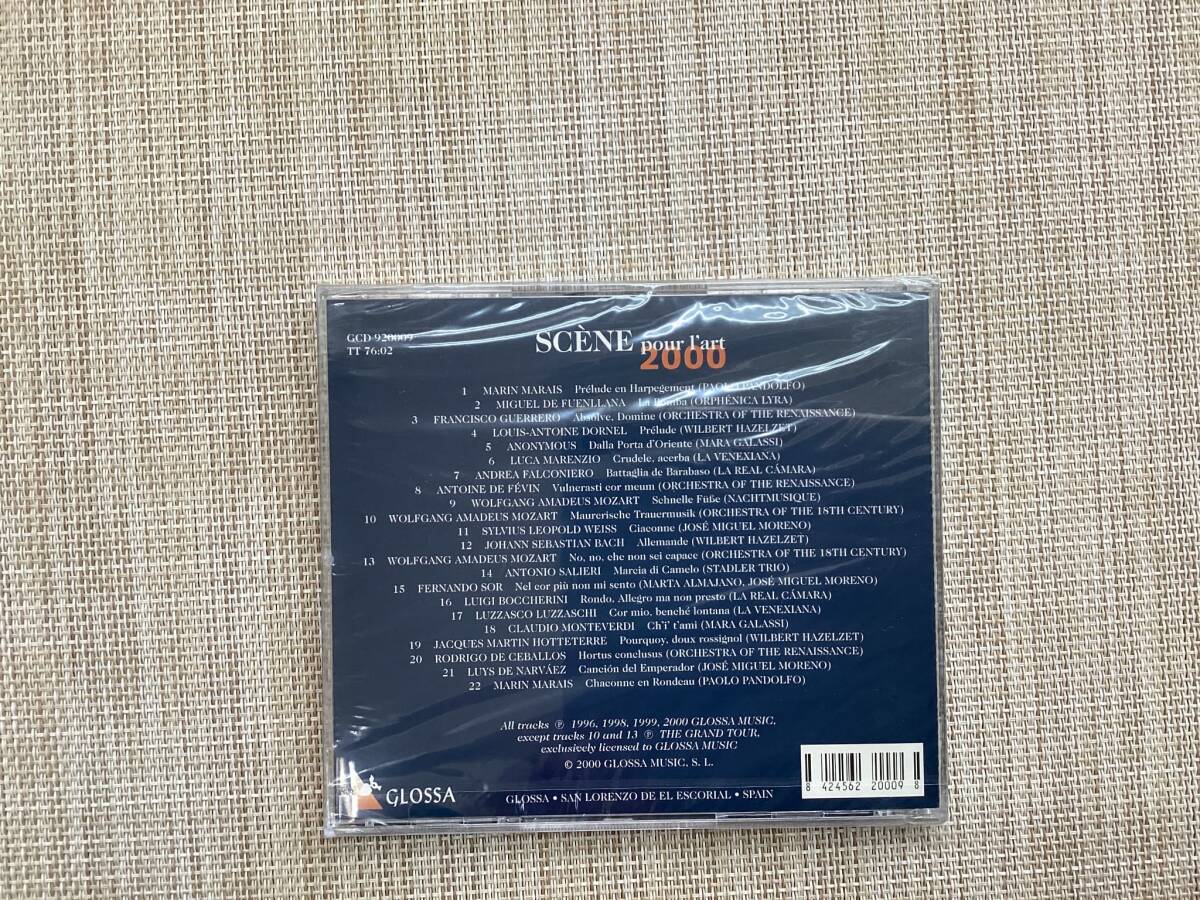 GCD 920009
TT 76:02
SCÈNE pour l'art
2000
1 MARIN MARAIS Prélude en Harpegement (PAOLO PANDOLFO)
2 MIGUEL DE FUENLLANA La Bomba (ORPHÉNICA LYRA)
3 FRANCISCO GUERRERO Absolve, Domine (ORCHESTRA OF THE RENAISSANCE)
4 LOUIS-ANTOINE DORNEL Prélude (WILBERT HAZELZET)
5 ANONYMOUS Dalla Porta d'Oriente (MARA GALASSI)
6 LUCA MARENZIO Crudele, acerba (LA VENEXIANA)
7 ANDREA FALCONIERO Battaglia de Barabaso (LA REAL CÁMARA)
8 ANTOINE DE FÉVIN Vulnerasti cor meum (ORCHESTRA OF THE RENAISSANCE)
9 WOLFGANG AMADEUS MOZART Schnelle Füße (NACHTMUSIQUE)
10 WOLFGANG AMADEUS MOZART Maurerische Trauermusik (ORCHESTRA OF THE 18TH CENTURY)
11 SYLVIUS LEOPOLD WEISS Ciaconne (JOSÉ MIGUEL MORENO)
12 JOHANN SEBASTIAN BACH Allemande (WILBERT HAZELZET)
13 WOLFGANG AMADEUS MOZART No, no, che non sei capace (ORCHESTRA OF THE 18TH CENTURY)
14 ANTONIO SALIERI Marcia di Camelo (STADLER TRIO)
15 FERNANDO SOR Nel cor più non mi sento (MARTA ALMAJANO, JOSÉ MIGUEL MORENO)
16 LUIGI BOCCHERINI Rondo. Allegro ma non presto (LA REAL CÁMARA)
17 LUZZASCO LUZZASCHI Cor mio, benché lontana (LA VENEXIANA)
18 CLAUDIO MONTEVERDI Ch'i' t'ami (MARA GALASSI)
19 JACQUES MARTIN HOTTETERRE Pourquoy, doux rossignol (WILBERT HAZELZET)
20 RODRIGO DE CEBALLOS Hortus conclusus (ORCHESTRA OF THE RENAISSANCE)
21 LUYS DE NARVÁEZ Canción del Emperador (JOSÉ MIGUEL MORENO)
22 MARIN MARAIS Chaconne en Rondeau (PAOLO PANDOLFO)
All tracks ℗ 1996, 1998, 1999, 2000 GLOSSA MUSIC,
except tracks 10 and 13 ℗ THE GRAND TOUR,
exclusively licensed to GLOSSA MUSIC
© 2000 GLOSSA MUSIC, S. L.
GLOSSA
GLOSSA • SAN LORENZO DE EL ESCORIAL • SPAIN
8 424562 20009 8